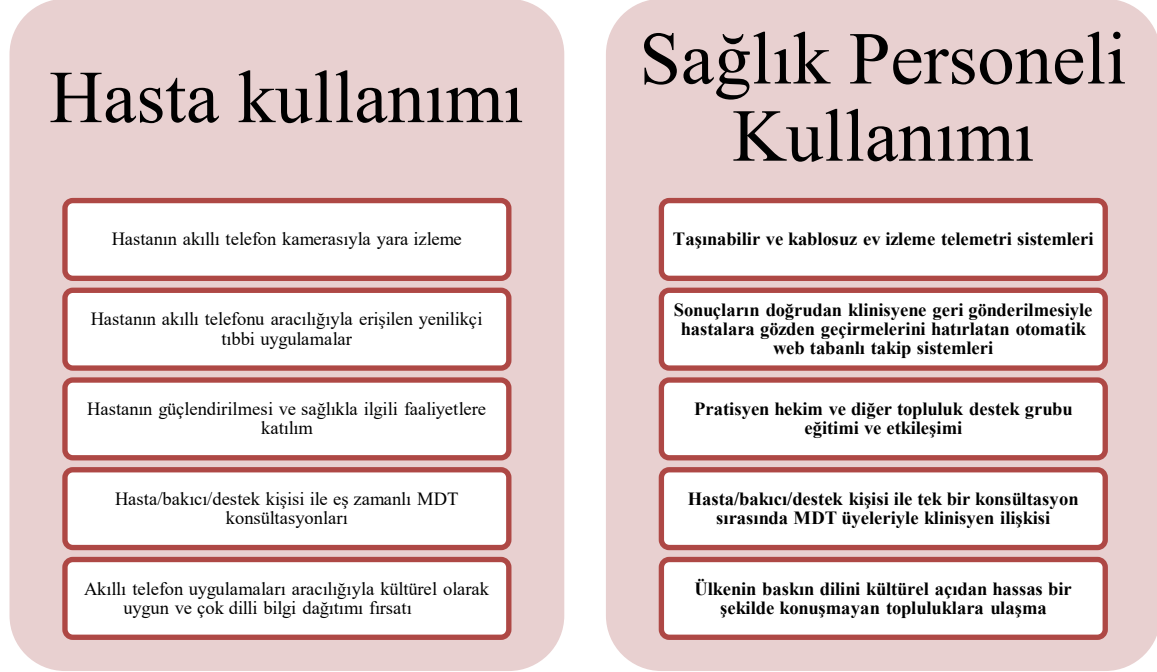 Hasta kullanımı
Hastanın akıllı telefon kamerasıyla yara izleme
Hastanın akıllı telefonu aracılığıyla erişilen yenilikçi
tıbbi uygulamalar
Hastanın güçlendirilmesi ve sağlıkla ilgili faaliyetlere
katılım
Hasta/bakıcı/destek kişisi ile eş zamanlı MDT
konsültasyonları
Akıllı telefon uygulamaları aracılığıyla kültürel olarak
uygun ve çok dilli bilgi dağıtımı fırsatı
Sağlık Personeli
Kullanımı
Taşınabilir ve kablosuz ev izleme telemetri sistemleri
Sonuçların doğrudan klinisyene geri gönderilmesiyle
hastalara gözden geçirmelerini hatırlatan otomatik
web tabanlı takip sistemleri
Pratisyen hekim ve diğer topluluk destek grubu
eğitimi ve etkileşimi
Hasta/bakıcı/destek kişisi ile tek bir konsültasyon
sırasında MDT üyeleriyle klinisyen ilişkisi
Ülkenin baskın dilini kültürel açıdan hassas bir
şekilde konuşmayan topluluklara ulaşma